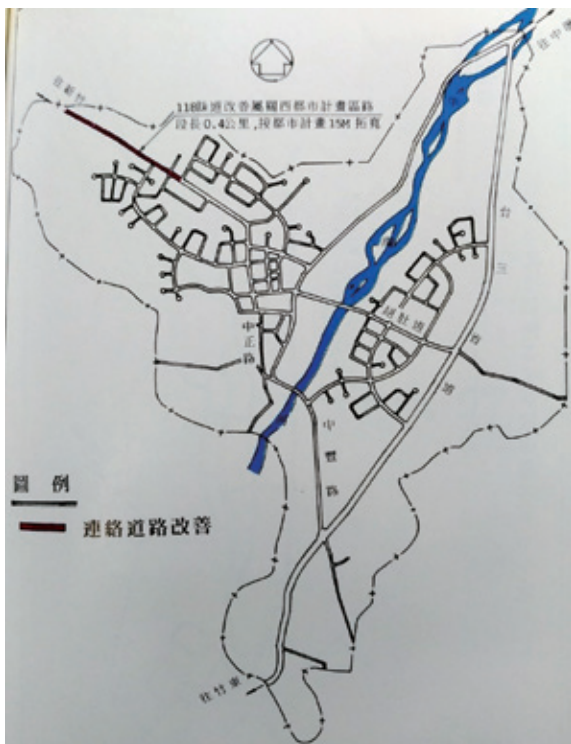 往中壢
往新竹
118線道改善屬關西都市計畫區路
段長0.4公里,按都市計畫15M拓寬
台三省道
中正路
中豐路
圖 例
連絡道路改善
往竹東